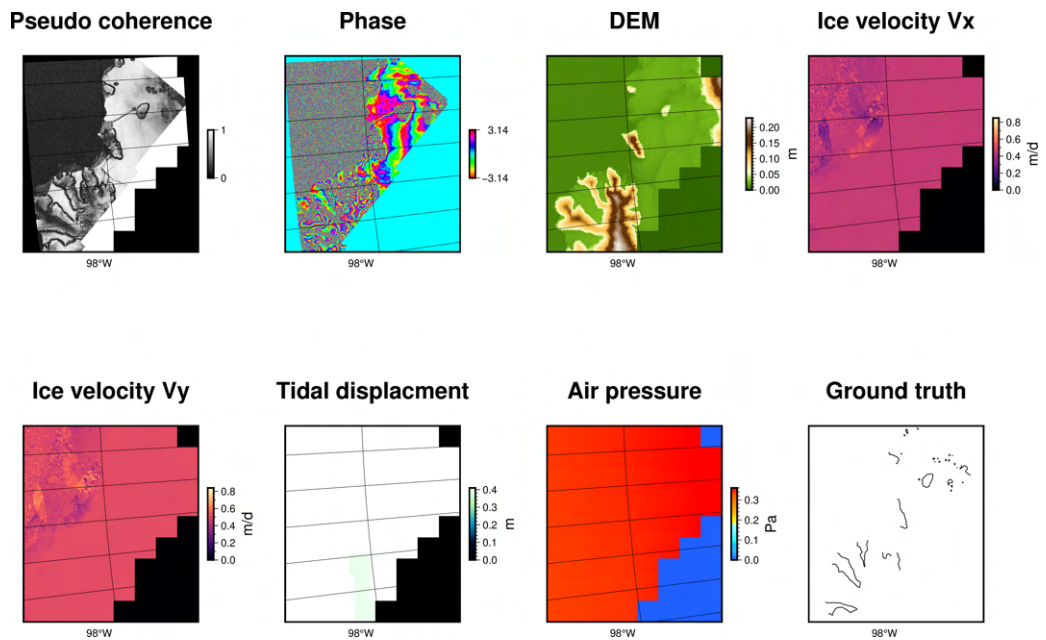 Pseudo coherence
Phase
DEM
Ice velocity Vx
1
0
3.14
−3.14
0.20
0.15
0.10
0.05
0.00
m
0.8
0.6
0.4
0.2
0.0
m/d
98°W
98°W
98°W
98°W
Ice velocity Vy
Tidal displacment
Air pressure
Ground truth
0.8
0.6
0.4
0.2
0.0
m/d
0.4
0.3
0.2
0.1
0.0
m
0.3
0.2
0.1
0.0
Pa
98°W
98°W
98°W
98°W